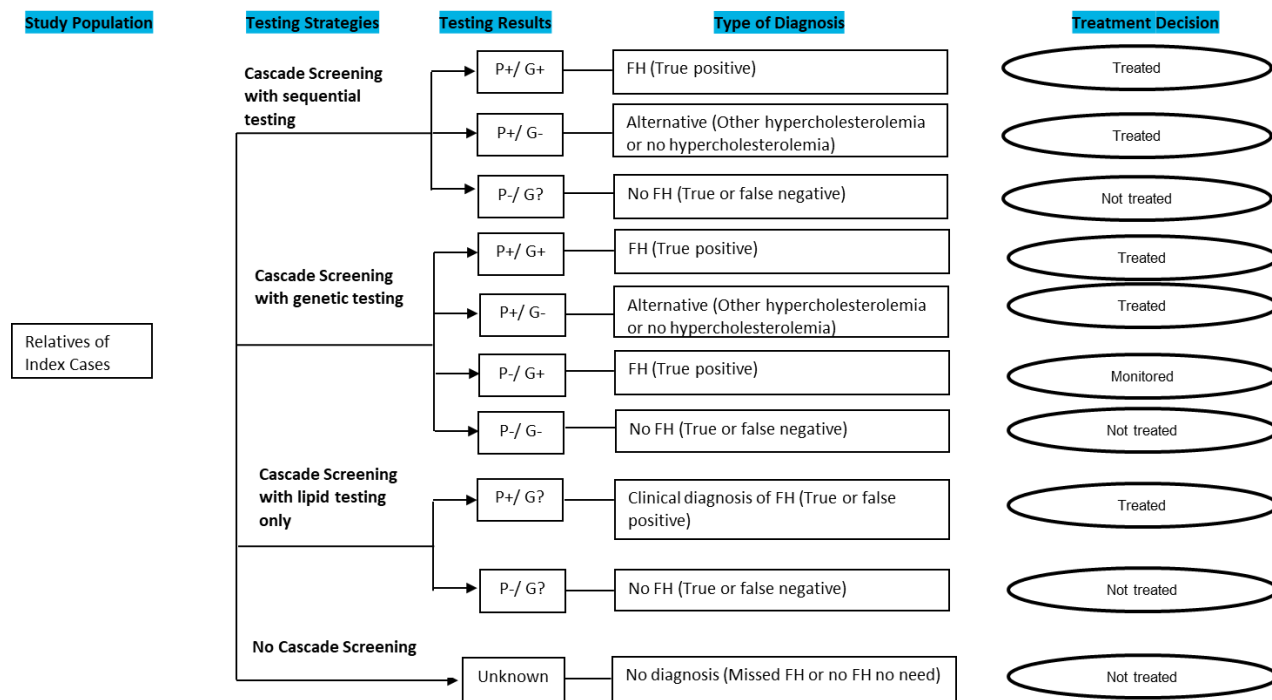 Study Population
Testing Strategies
Testing Results
Type of Diagnosis
Treatment Decision
Relatives of
Index Cases
Cascade Screening
with sequential
testing
P+/ G+
FH (True positive)
Treated
P+/ G-
Alternative (Other hypercholesterolemia
or no hypercholesterolemia)
Treated
P-/ G?
No FH (True or false negative)
Not treated
Cascade Screening
with genetic testing
P+/ G+
FH (True positive)
Treated
P+/ G-
Alternative (Other hypercholesterolemia
or no hypercholesterolemia)
Treated
P-/ G+
FH (True positive)
Monitored
P-/ G-
No FH (True or false negative)
Not treated
Cascade Screening
with lipid testing
only
P+/ G?
Clinical diagnosis of FH (True or false
positive)
Treated
P-/ G?
No FH (True or false negative)
Not treated
No Cascade Screening
Unknown
No diagnosis (Missed FH or no FH no need)
Not treated